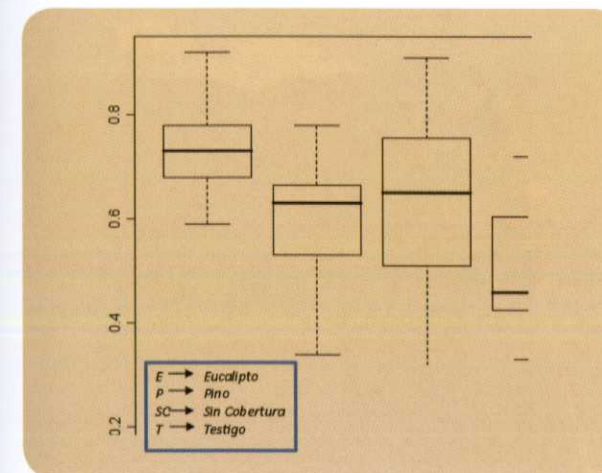 0.8
0.6
0.4
0.2
E → Eucalipto
P → Pino
SC → Sin Cobertura
T → Testigo